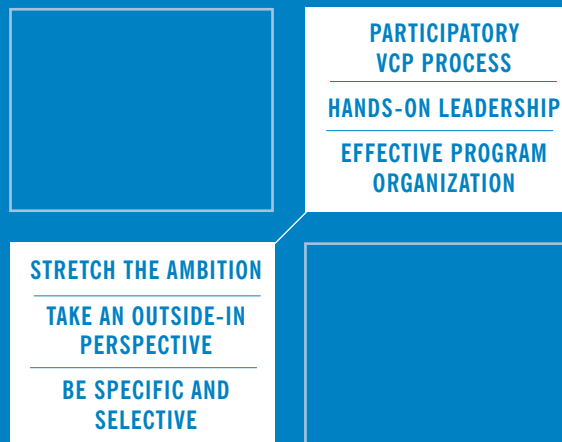 PARTICIPATORY
VCP PROCESS
HANDS-ON LEADERSHIP
EFFECTIVE PROGRAM
ORGANIZATION
STRETCH THE AMBITION
TAKE AN OUTSIDE-IN
PERSPECTIVE
BE SPECIFIC AND
SELECTIVE